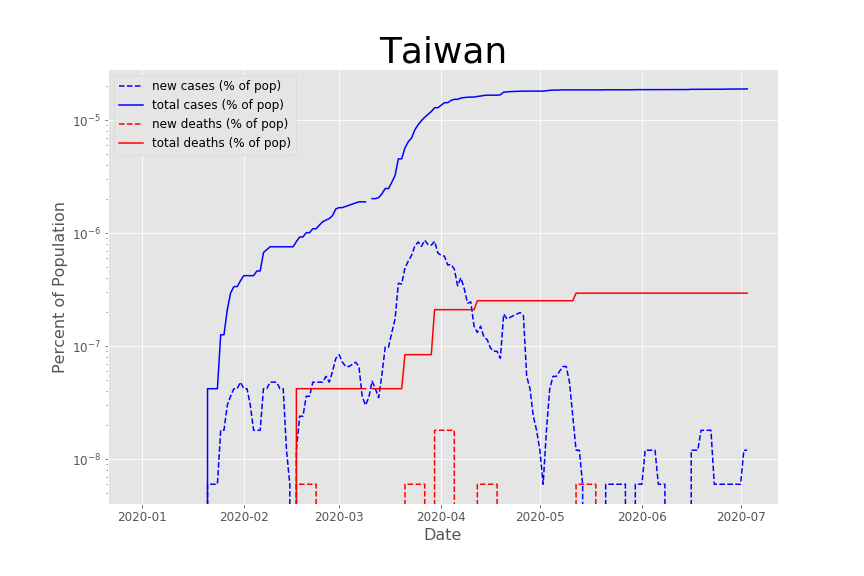 Taiwan
new cases (% of pop)
total cases (% of pop)
new deaths (% of pop)
total deaths (% of pop)
10⁻⁵
10⁻⁶
10⁻⁷
10⁻⁸
Percent of Population
2020-01 2020-02 2020-03 2020-04 2020-05 2020-06 2020-07
Date